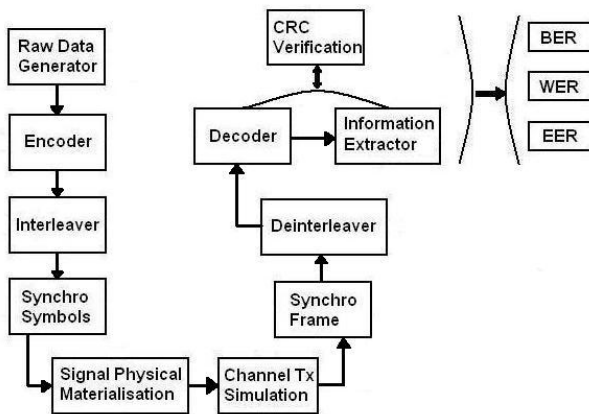 Raw Data
Generator
Encoder
Interleaver
Synchro
Symbols
Signal Physical
Materialisation
Channel Tx
Simulation
Synchro
Frame
Deinterleaver
Decoder
Information
Extractor
CRC
Verification
BER
WER
EER